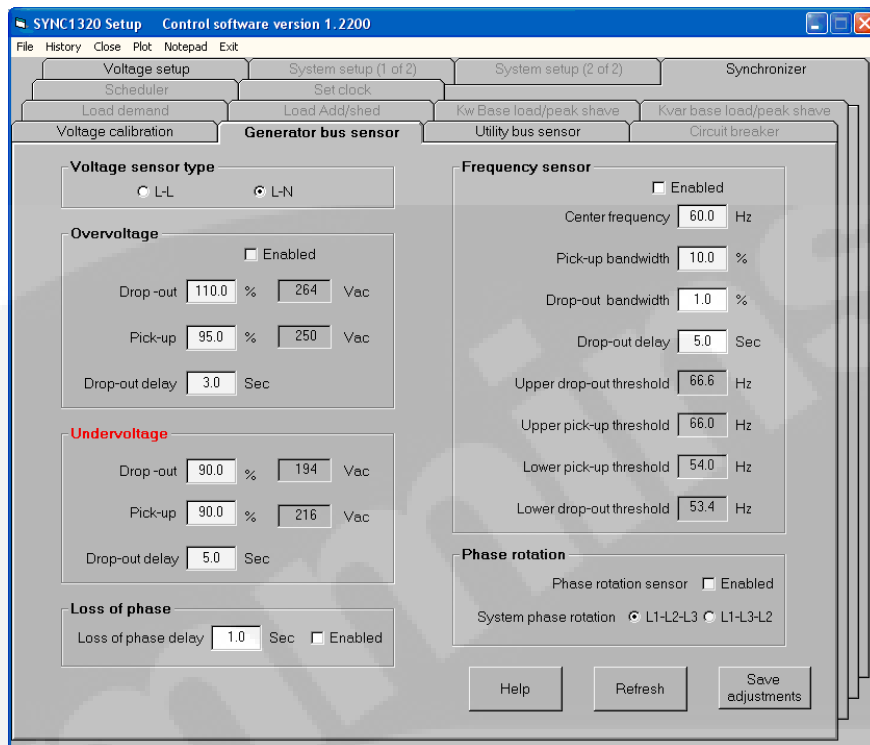 SYNC1320 Setup Control software version 1.2200
File History Close Plot Notepad Exit
Voltage setup System setup (1 of 2) System setup (2 of 2) Synchronizer
Scheduler Set clock
Load demand Load Add/shed Kw Base load/peak shave Kvar base load/peak shave
Voltage calibration Generator bus sensor Utility bus sensor Circuit breaker
Voltage sensor type
L-L L-N
Overvoltage
Enabled
Drop-out 110.0 % 264 Vac
Pick-up 95.0 % 250 Vac
Drop-out delay 3.0 Sec
Undervoltage
Drop-out 90.0 % 194 Vac
Pick-up 90.0 % 216 Vac
Drop-out delay 5.0 Sec
Loss of phase
Loss of phase delay 1.0 Sec Enabled
Frequency sensor
Enabled
Center frequency 60.0 Hz
Pick-up bandwidth 10.0 %
Drop-out bandwidth 1.0 %
Drop-out delay 5.0 Sec
Upper drop-out threshold 66.6 Hz
Upper pick-up threshold 66.0 Hz
Lower pick-up threshold 54.0 Hz
Lower drop-out threshold 53.4 Hz
Phase rotation
Phase rotation sensor Enabled
System phase rotation L1-L2-L3 L1-L3-L2
Help Refresh Save
adjustments